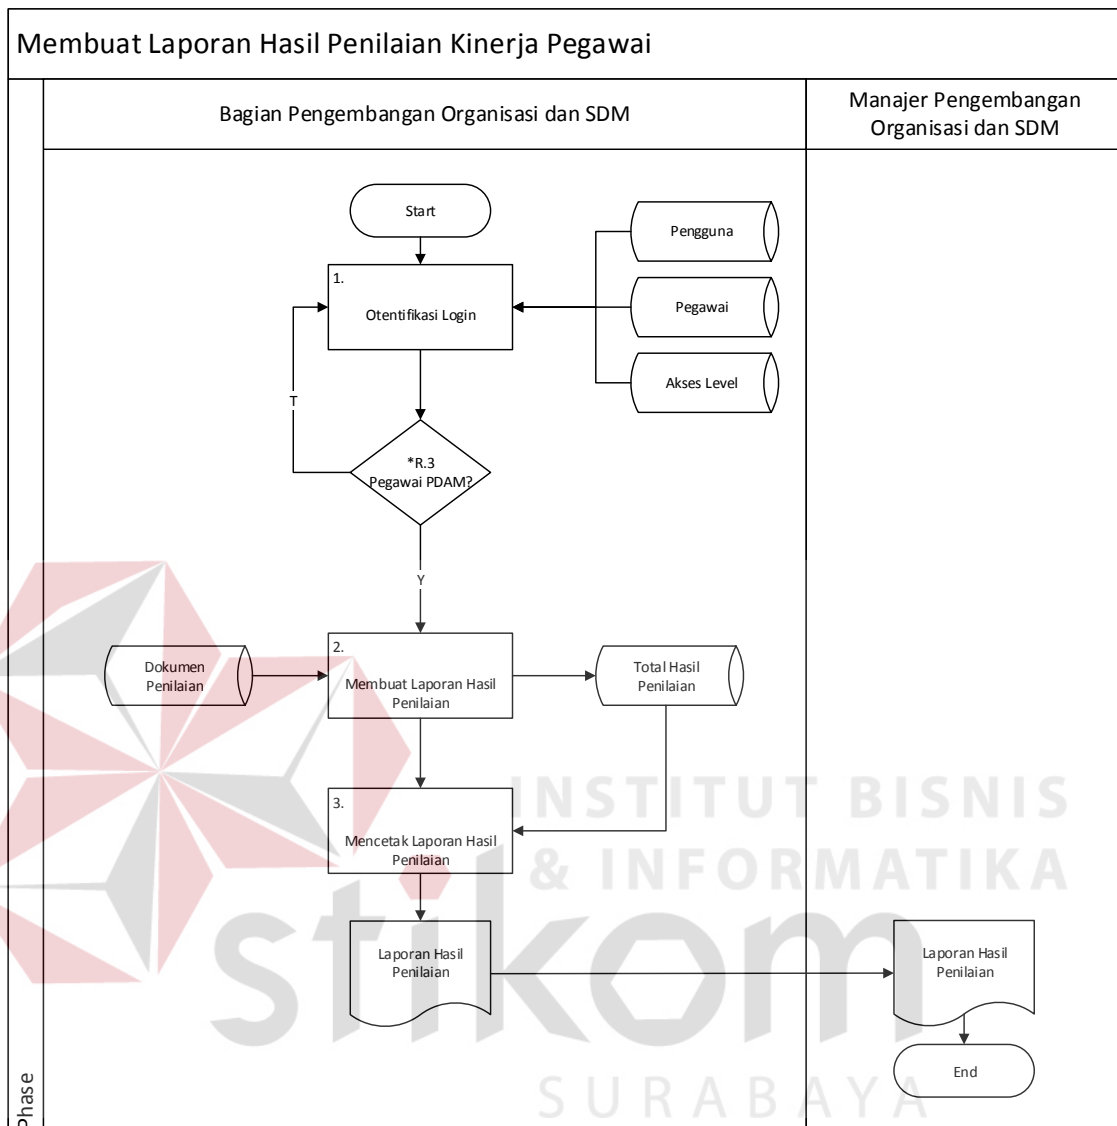 Membuat Laporan Hasil Penilaian Kinerja Pegawai
Bagian Pengembangan Organisasi dan SDM
Manajer Pengembangan
Organisasi dan SDM
Start
Pengguna
1.
Otentifikasi Login
Pegawai
Akses Level
T
*R.3
Pegawai PDAM?
Y
Dokumen
Penilaian
2.
Membuat Laporan Hasil
Penilaian
Total Hasil
Penilaian
3.
Mencetak Laporan Hasil
Penilaian
Laporan Hasil
Penilaian
Laporan Hasil
Penilaian
End
Phase
INSTITUT BISNIS
& INFORMATIKA
stikom
SURABAYA